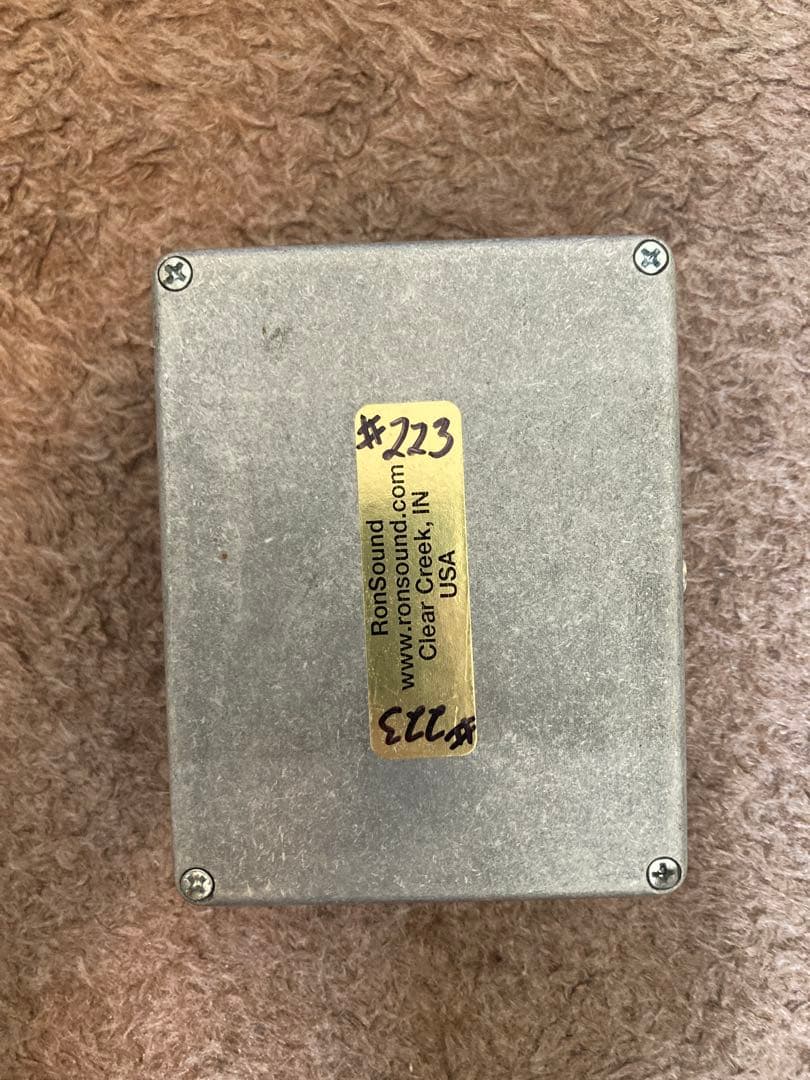 #223
RonSound
www.ronsound.com
Clear Creek, IN
USA
#223